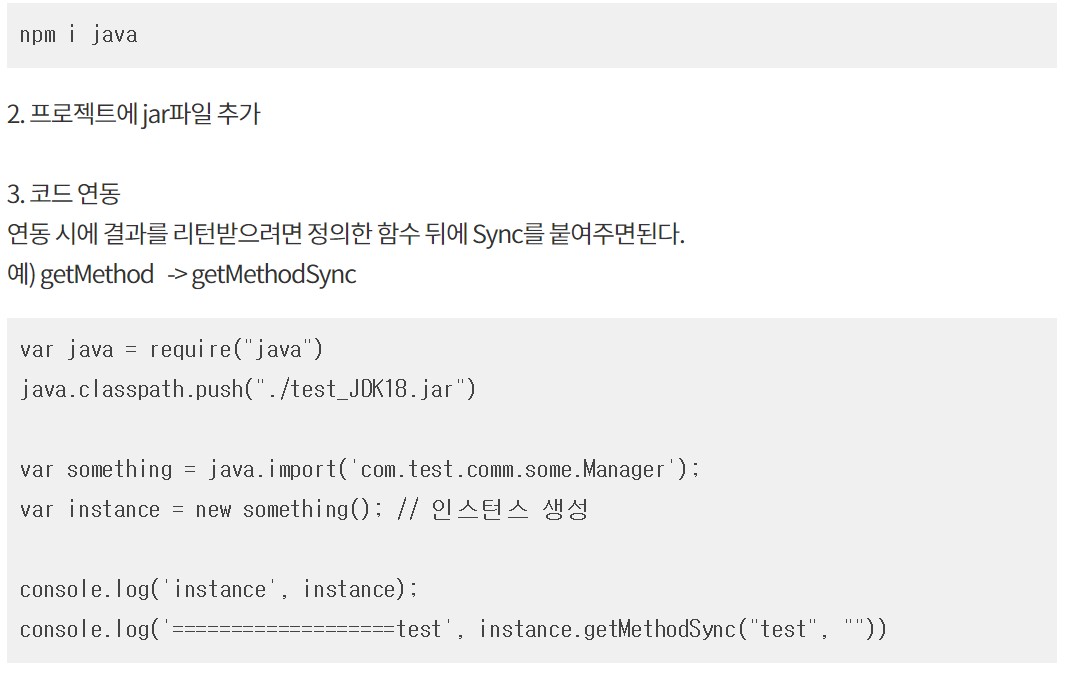 npm i java
2. 프로젝트에 jar파일 추가
3. 코드 연동
연동 시에 결과를 리턴받으려면 정의한 함수 뒤에 Sync를 붙여주면된다.
예) getMethod -> getMethodSync
var java = require("java")
java.classpath.push("./test_JDK18.jar")
var something = java.import('com.test.comm.some.Manager');
var instance = new something(); // 인스턴스 생성
console.log('instance', instance);
console.log('===================test', instance.getMethodSync("test", ""))